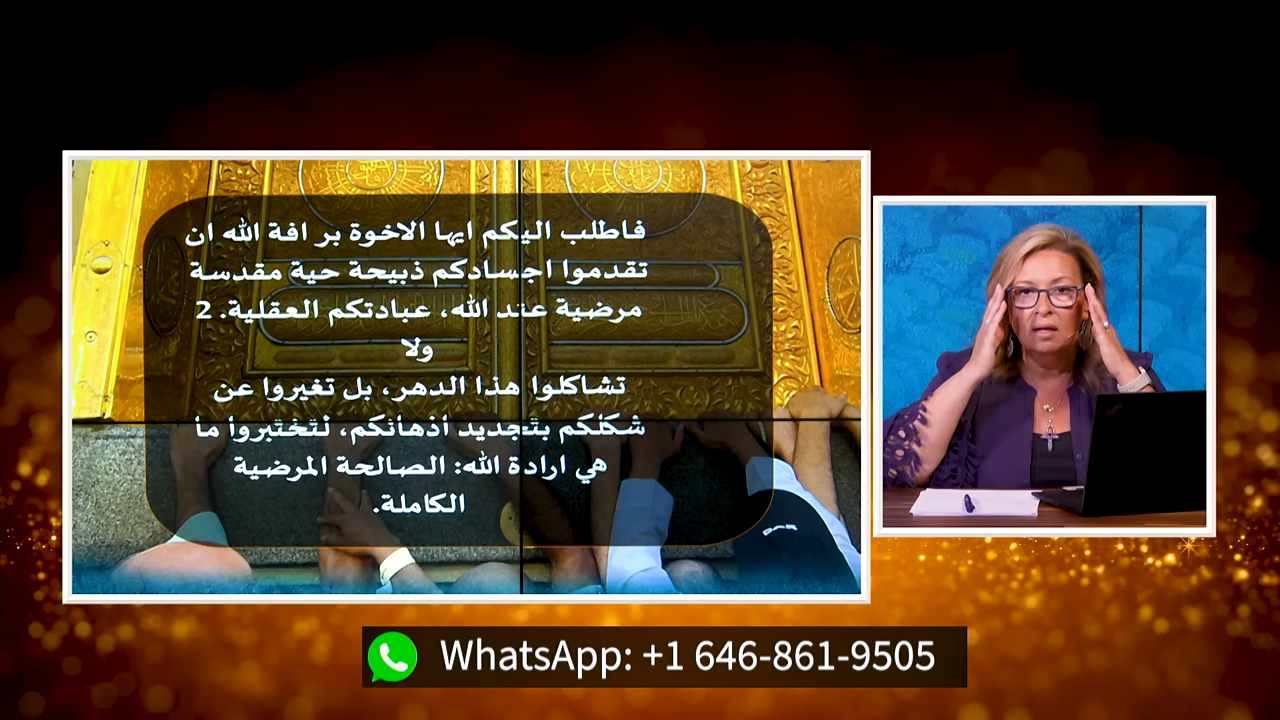 فاطلب اليكم ايها الاخوة بر افة الله ان
تقدموا اجسادكم ذبيحة حية مقدسة
مرضية عند الله، عبادتكم العقلية. 2
ولا
تشاكلوا هذا الدهر، بل تغيروا عن
شكلكم بتجديد اذهانكم، لتختبروا ما
هي ارادة الله: الصالحة المرضية
الكاملة.
WhatsApp: +1 646-861-9505